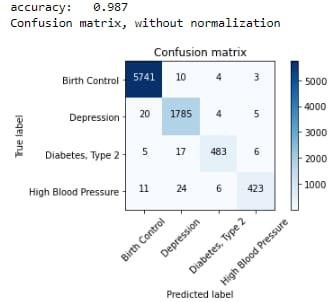 accuracy:   0.987
Confusion matrix, without normalization
Confusion matrix
Birth Control 5741 10 4 3
Depression 20 1785 4 5
Diabetes, Type 2 5 17 483 6
High Blood Pressure 11 24 6 423
True label
Birth Control
Depression
Diabetes, Type 2
High Blood Pressure
Predicted label
5000
4000
3000
2000
1000